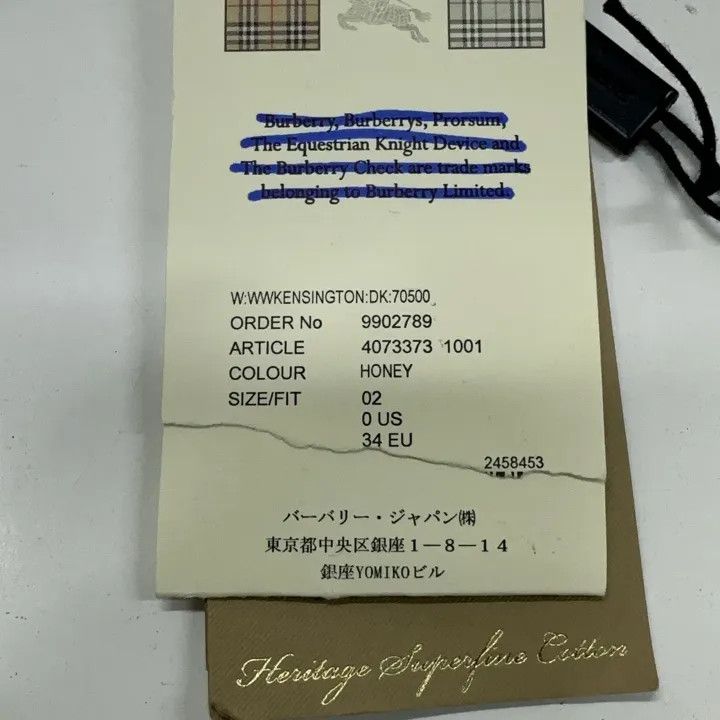 Burberry, Burberrys, Prorsum,
The Equestrian Knight Device and
The Burberry Check are trade marks
belonging to Burberry Limited.
W:WWKENSINGTON:DK:70500
ORDER No 9902789
ARTICLE 4073373 1001
COLOUR HONEY
SIZE/FIT 02
0 US
34 EU
2458453
バーバリー・ジャパン㈱
東京都中央区銀座1―8―14
銀座YOMIKOビル
Heritage Superfine Cotton